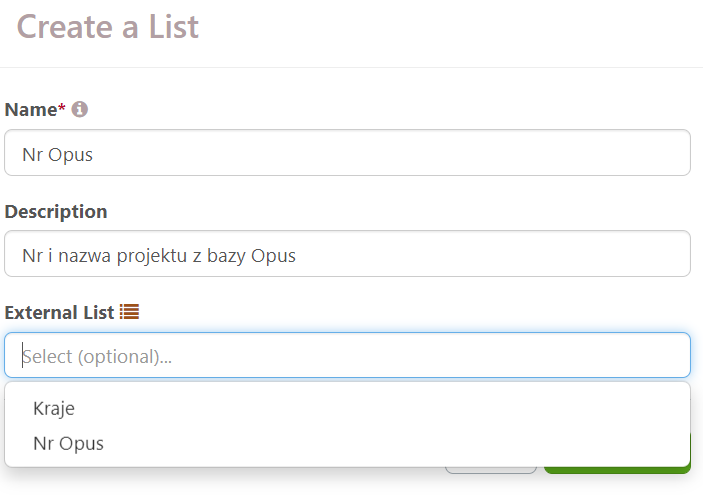 Create a List
Name*
Nr Opus
Description
Nr i nazwa projektu z bazy Opus
External List
Select (optional)...
Kraje
Nr Opus